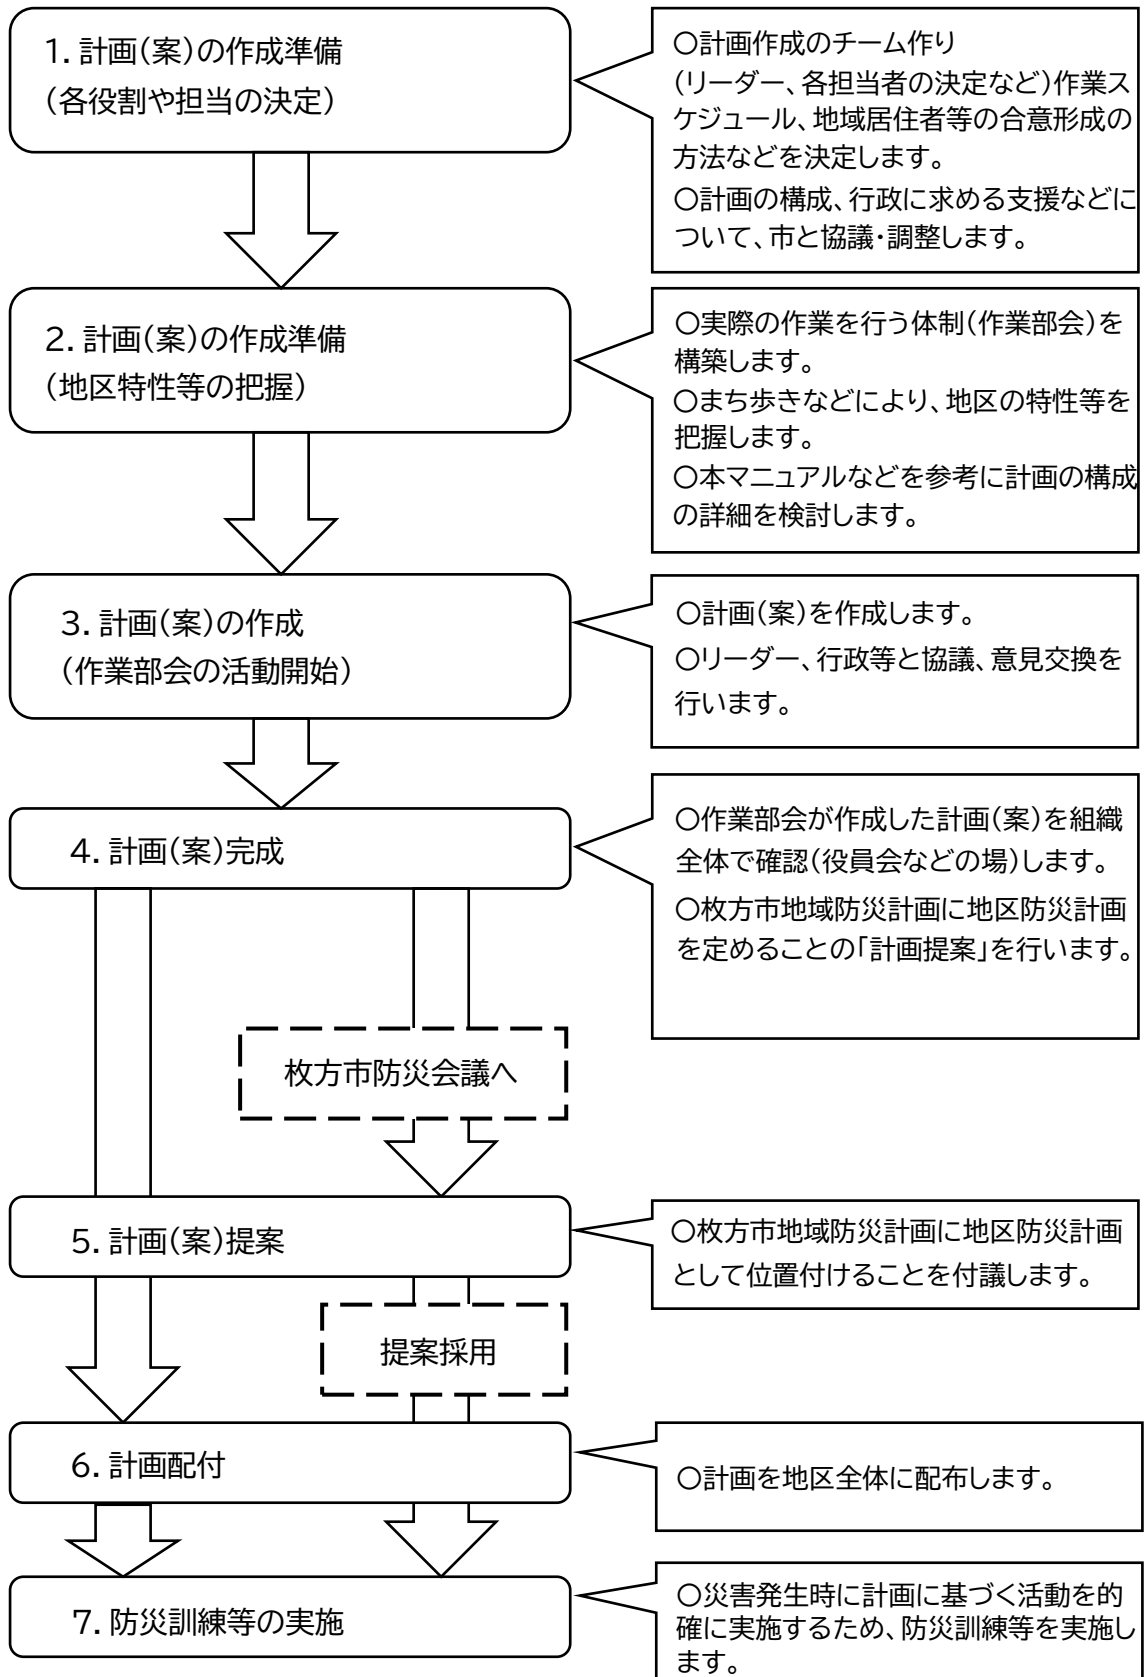 1．計画(案)の作成準備
(各役割や担当の決定)
〇計画作成のチーム作り
(リーダー、各担当者の決定など)作業ス
ケジュール、地域居住者等の合意形成の
方法などを決定します。
〇計画の構成、行政に求める支援などに
ついて、市と協議・調整します。
2．計画(案)の作成準備
(地区特性等の把握)
〇実際の作業を行う体制(作業部会)を
構築します。
〇まち歩きなどにより、地区の特性等を
把握します。
〇本マニュアルなどを参考に計画の構成
の詳細を検討します。
3．計画(案)の作成
(作業部会の活動開始)
〇計画(案)を作成します。
〇リーダー、行政等と協議、意見交換を
行います。
4．計画(案)完成
〇作業部会が作成した計画(案)を組織
全体で確認(役員会などの場)します。
〇枚方市地域防災計画に地区防災計画
を定めることの「計画提案」を行います。
枚方市防災会議へ
5．計画(案)提案
〇枚方市地域防災計画に地区防災計画
として位置付けることを付議します。
提案採用
6．計画配付
〇計画を地区全体に配布します。
7．防災訓練等の実施
〇災害発生時に計画に基づく活動を的
確に実施するため、防災訓練等を実施し
ます。